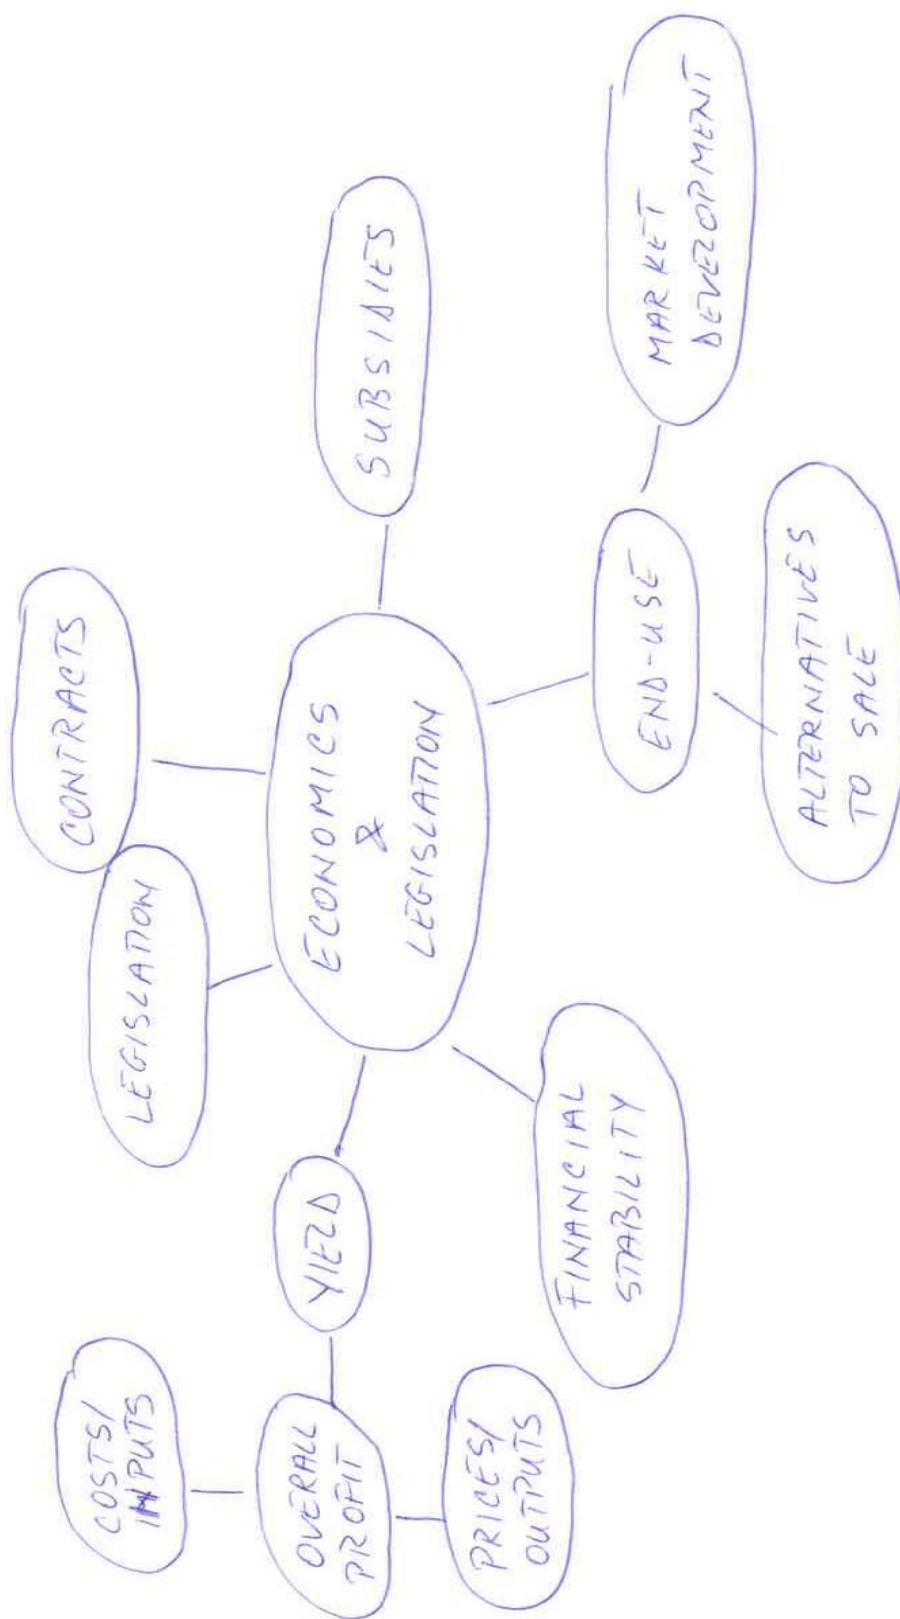 CONTRACTS
LEGISLATION
SUBSIDIES
ECONOMICS
&
LEGISLATION
COSTS/
INPUTS
YIELD
OVERALL
PROFIT
PRICES/
OUTPUTS
FINANCIAL
STABILITY
END-USE
MARKET
DEVELOPMENT
ALTERNATIVES
TO SALE